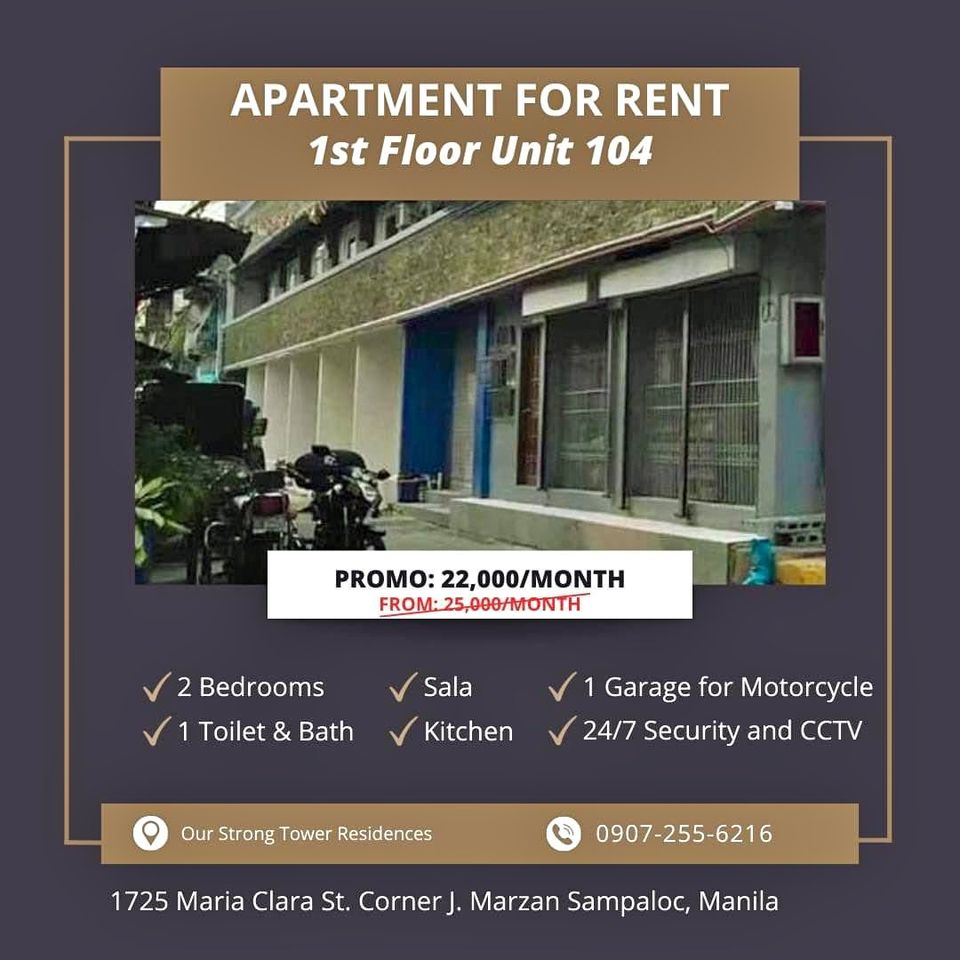 APARTMENT FOR RENT
1st Floor Unit 104
PROMO: 22,000/MONTH
FROM: 25,000/MONTH
2 Bedrooms
Sala
1 Garage for Motorcycle
1 Toilet & Bath
Kitchen
24/7 Security and CCTV
Our Strong Tower Residences
0907-255-6216
1725 Maria Clara St. Corner J. Marzan Sampaloc, Manila